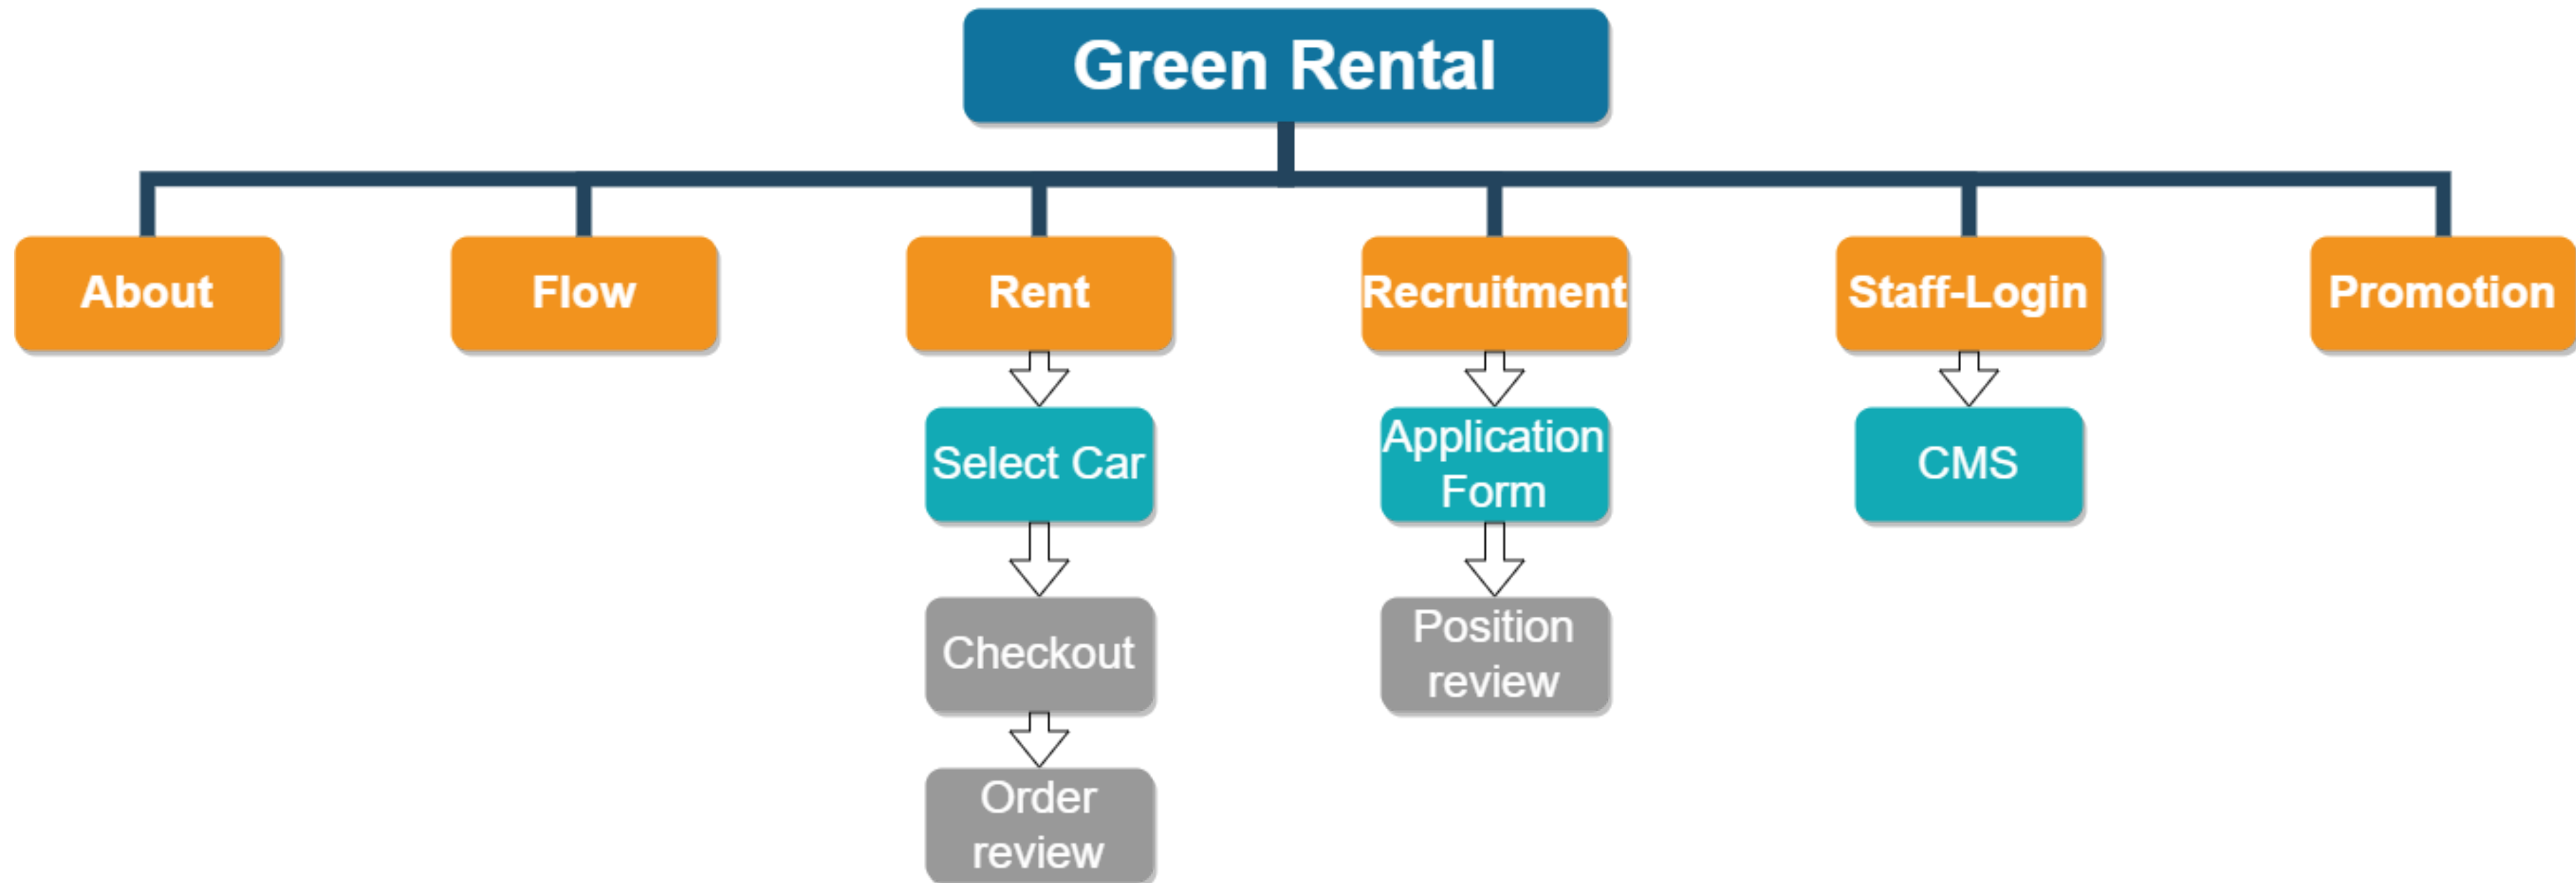 Green Rental
About
Flow
Rent
Recruitment
Staff-Login
Promotion
Select Car
Application
Form
CMS
Checkout
Position
review
Order
review